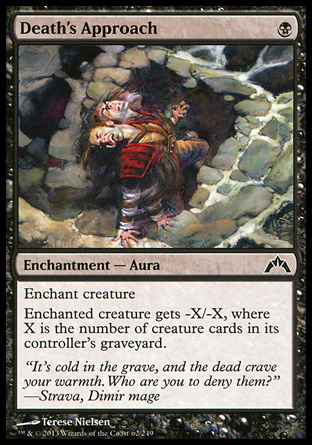 Death's Approach
Enchantment — Aura
Enchant creature
Enchanted creature gets -X/-X, where
X is the number of creature cards in its
controller's graveyard.
"It's cold in the grave, and the dead crave
your warmth. Who are you to deny them?"
—Strava, Dimir mage
Terese Nielsen
™ & © 2013 Wizards of the Coast 62/249